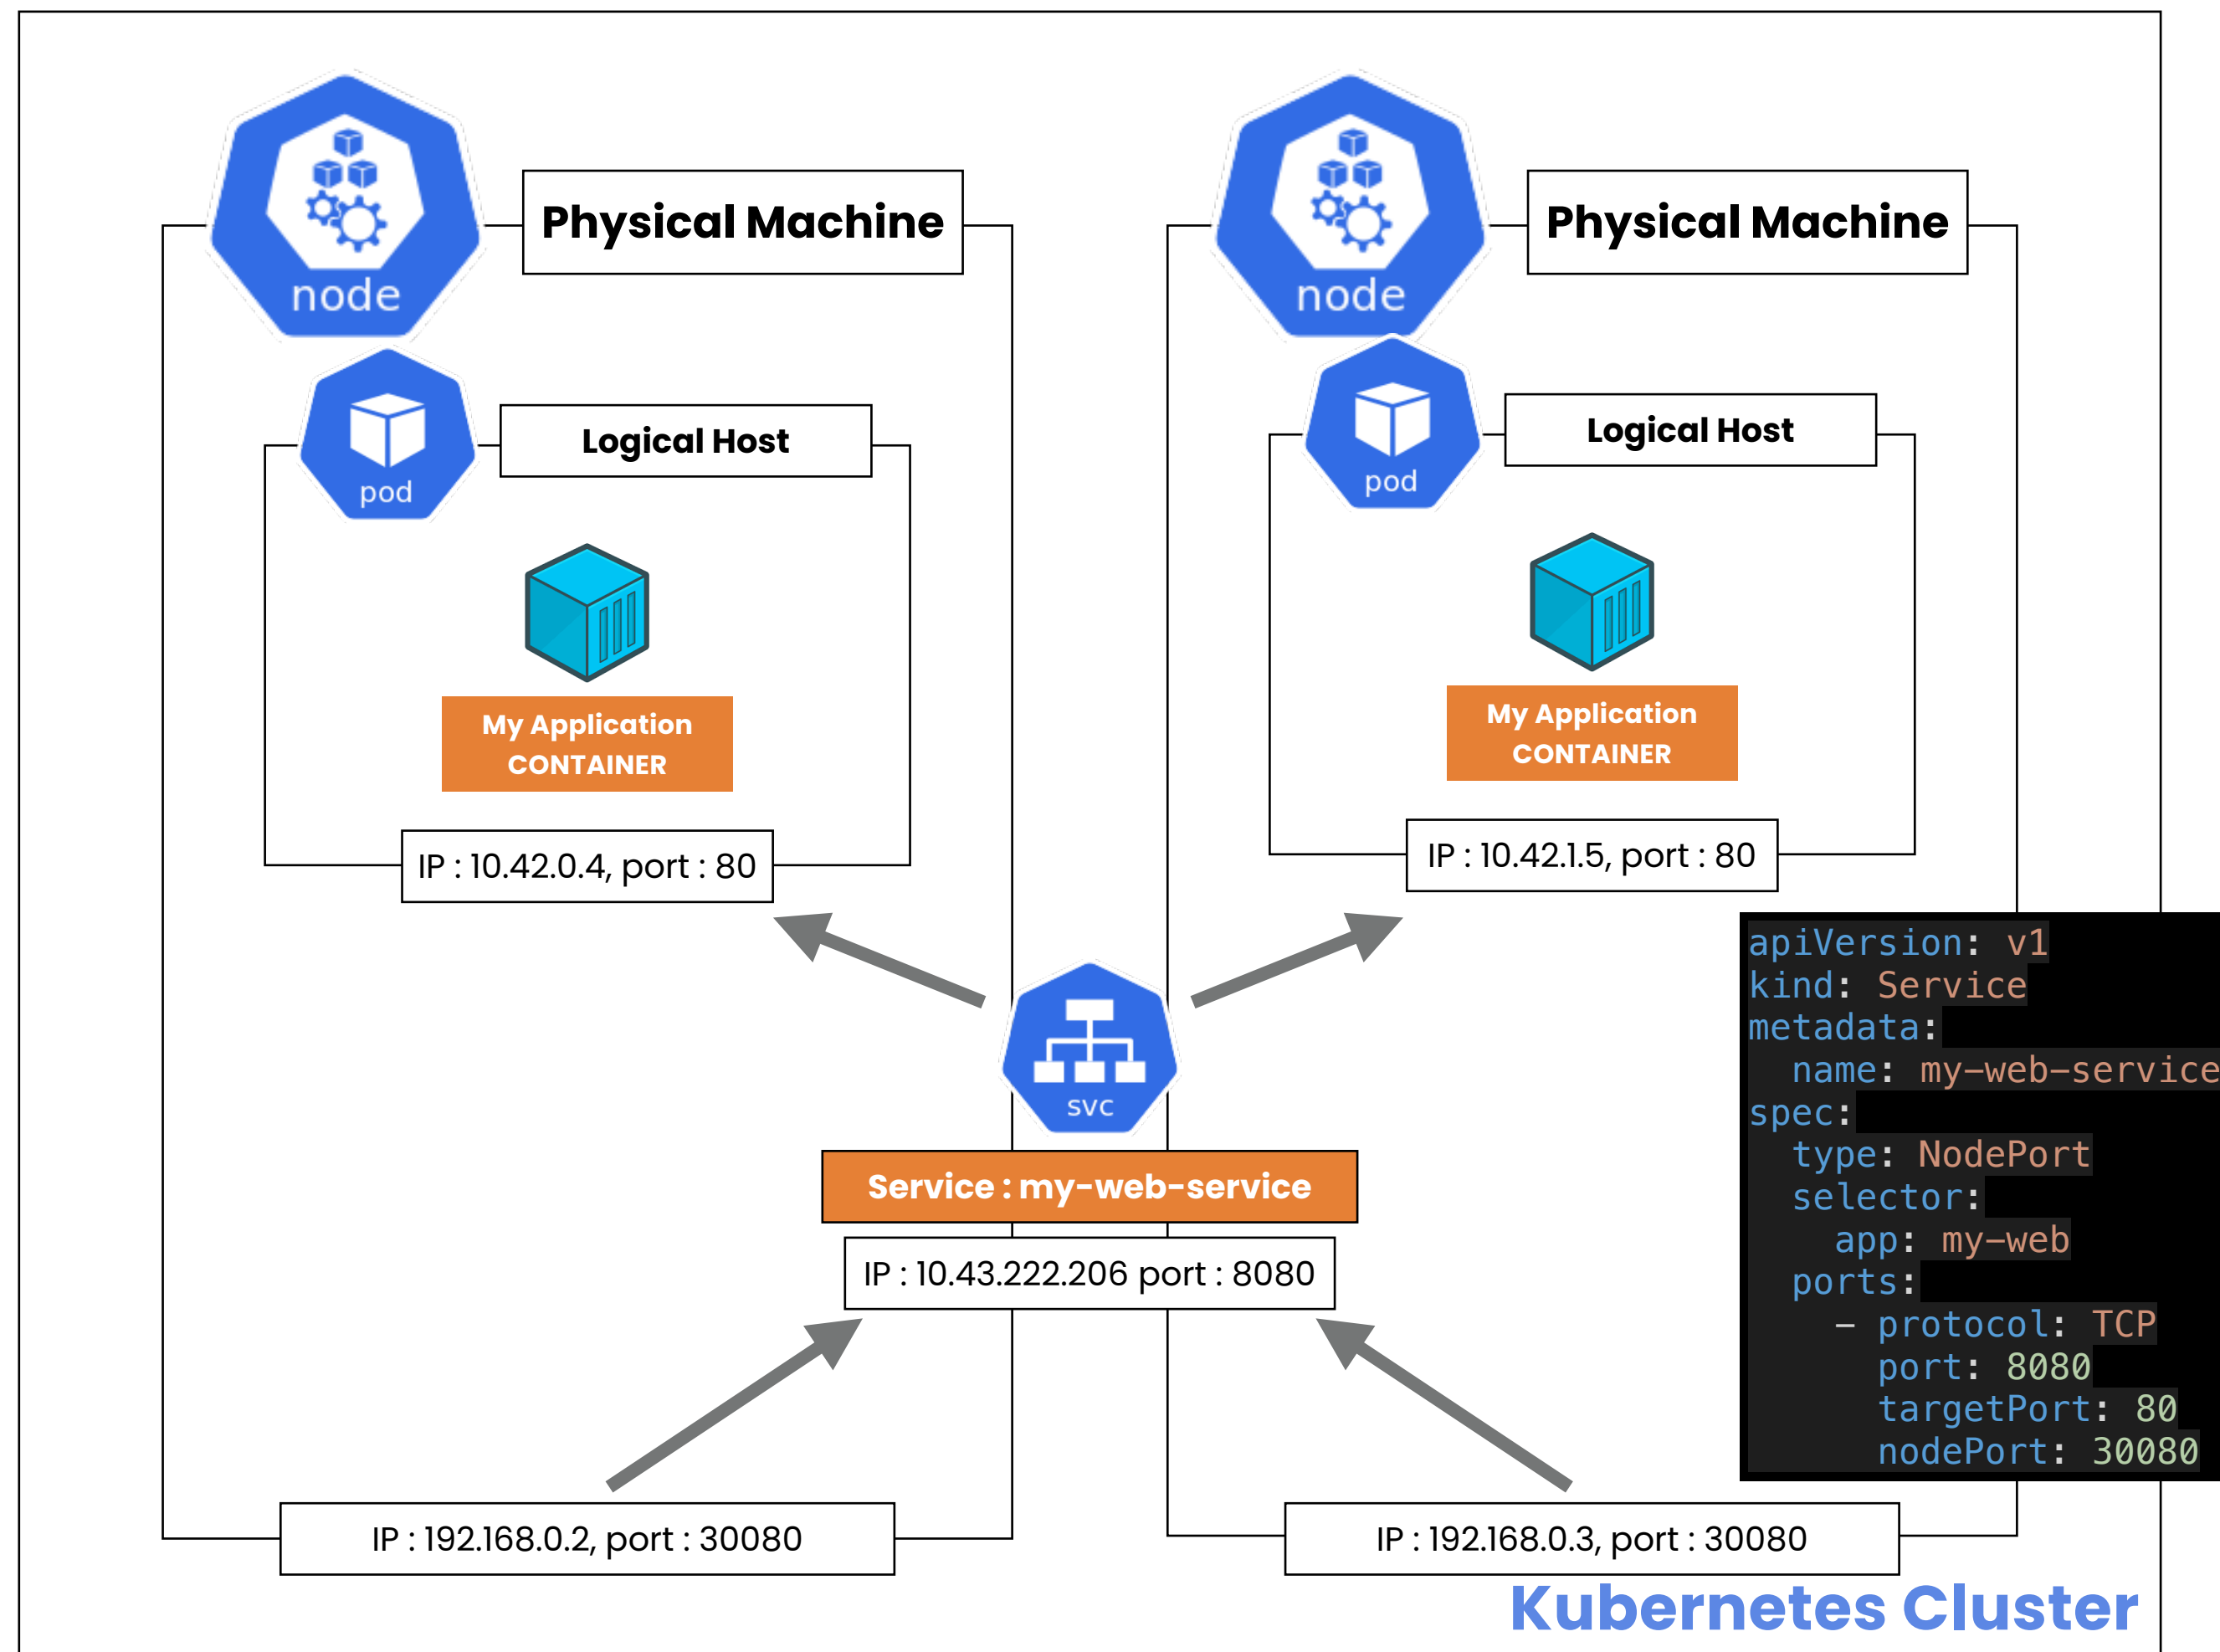 node
Physical Machine
pod
Logical Host
My Application
CONTAINER
IP : 10.42.0.4, port : 80
node
Physical Machine
pod
Logical Host
My Application
CONTAINER
IP : 10.42.1.5, port : 80
svc
Service : my-web-service
IP : 10.43.222.206 port : 8080
IP : 192.168.0.2, port : 30080
IP : 192.168.0.3, port : 30080
apiVersion: v1
kind: Service
metadata:
  name: my-web-service
spec:
  type: NodePort
  selector:
    app: my-web
  ports:
    - protocol: TCP
      port: 8080
      targetPort: 80
      nodePort: 30080
Kubernetes Cluster